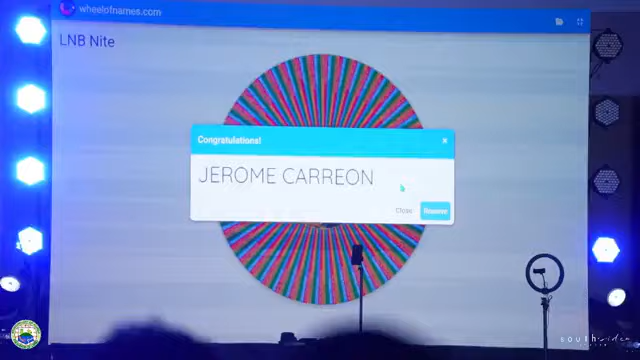 wheelofnames.com
LNB Nite
Congratulations!
JEROME CARREON
Close
Remove